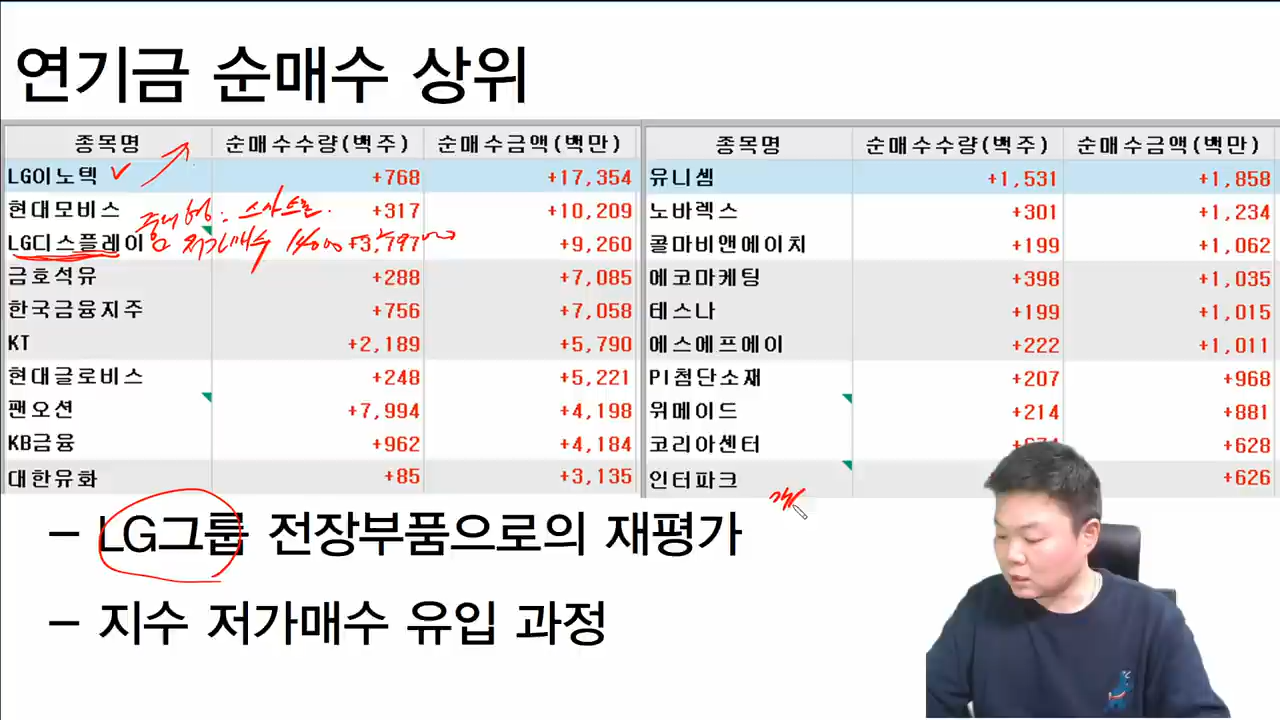 연기금 순매수 상위
종목명 순매수수량(백주) 순매수금액(백만) 종목명 순매수수량(백주) 순매수금액(백만)
LG이노텍 +768 +17,354 유니셈 +1,531 +1,858
현대모비스 +317 +10,209 노바렉스 +301 +1,234
LG디스플레이 +3,797 +9,260 콜마비앤에이치 +199 +1,062
저가매수
금호석유 +288 +7,085 에코마케팅 +398 +1,035
한국금융지주 +756 +7,058 테스나 +199 +1,015
KT +2,189 +5,790 에스에프에이 +222 +1,011
현대글로비스 +248 +5,221 PI첨단소재 +207 +968
팬오션 +7,994 +4,198 위메이드 +214 +881
KB금융 +962 +4,184 코리아센터 +628
대한유화 +85 +3,135 인터파크 +626
- LG그룹 전장부품으로의 재평가
- 지수 저가매수 유입 과정